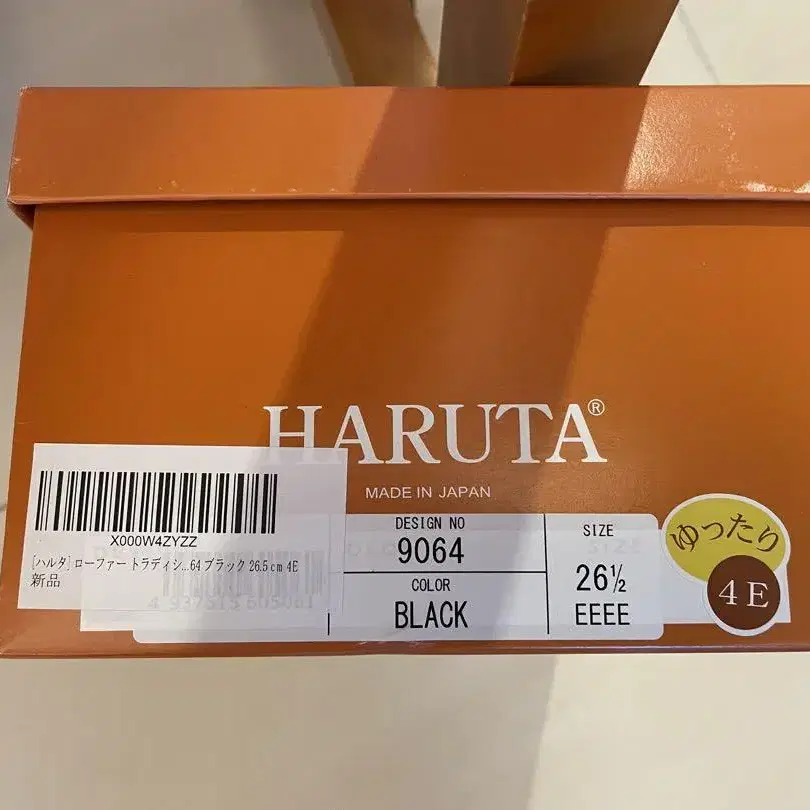 HARUTA®
MADE IN JAPAN
X000W4ZYZZ
[ハルタ] ローファー トラディシ...64 ブラック 26.5cm 4E
新品
DESIGN NO
9064
COLOR
BLACK
SIZE
26½
EEEE
ゆったり
4E